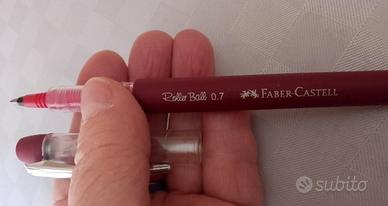 Roller Ball 0.7 FABER-CASTELL
subito